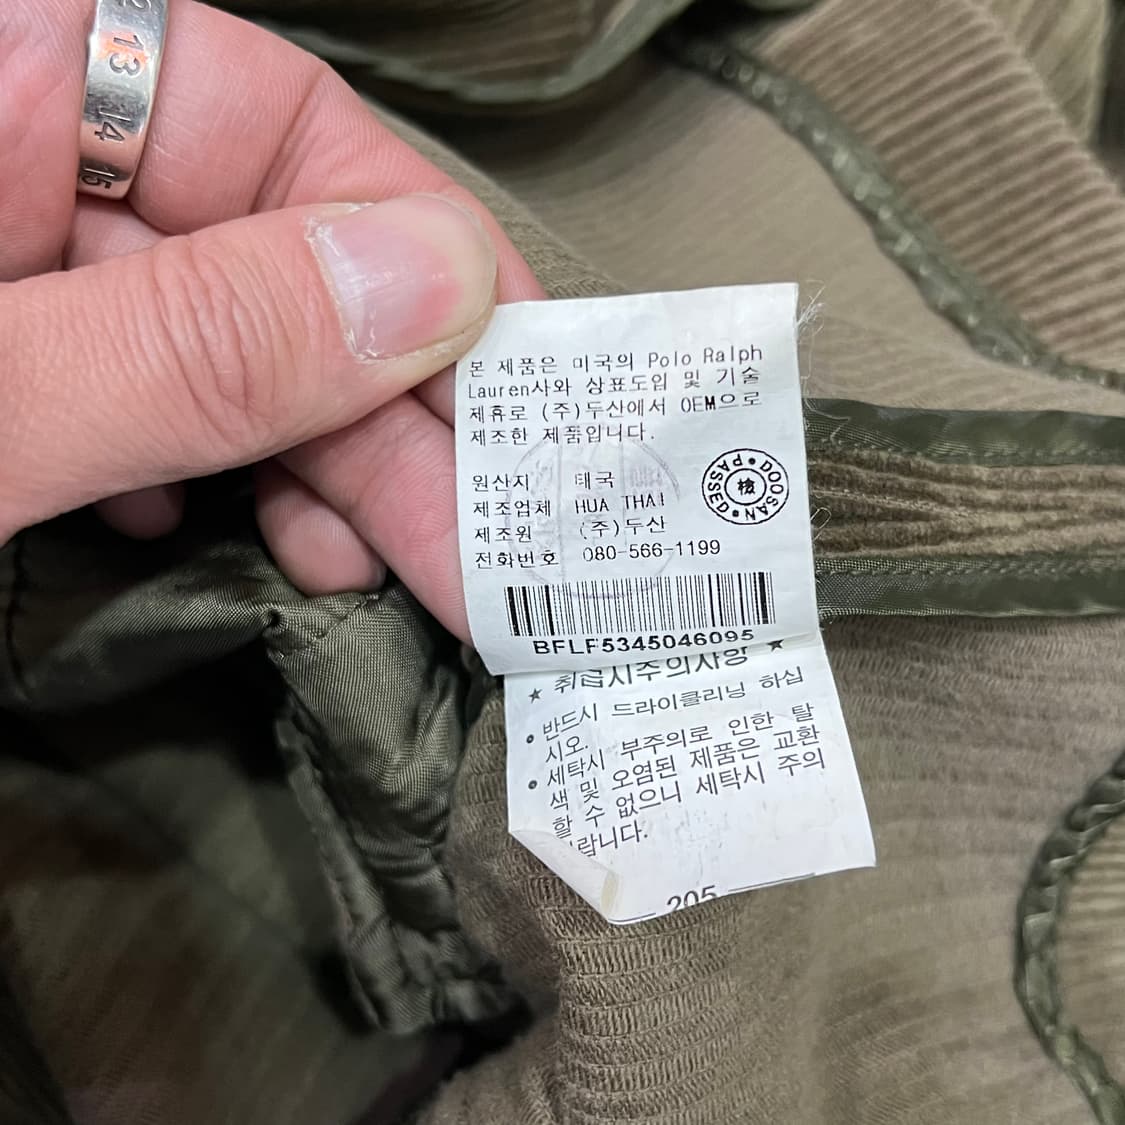 2
13
14
15
본 제품은 미국의 Polo Ralph
Lauren사와 상표도입 및 기술
제휴로 (주)두산에서 OEM으로
제조한 제품입니다.
원산지 태국
제조업체 HUA THAI
제조원 (주)두산
전화번호 080-566-1199
DOOSAN PASSED
檢
BFLF5345046095
★ 취급시주의사항 ★
• 반드시 드라이클리닝 하십
시오.
• 세탁시 부주의로 인한 탈
색 및 오염된 제품은 교환
할 수 없으니 세탁시 주의
랍니다.
205